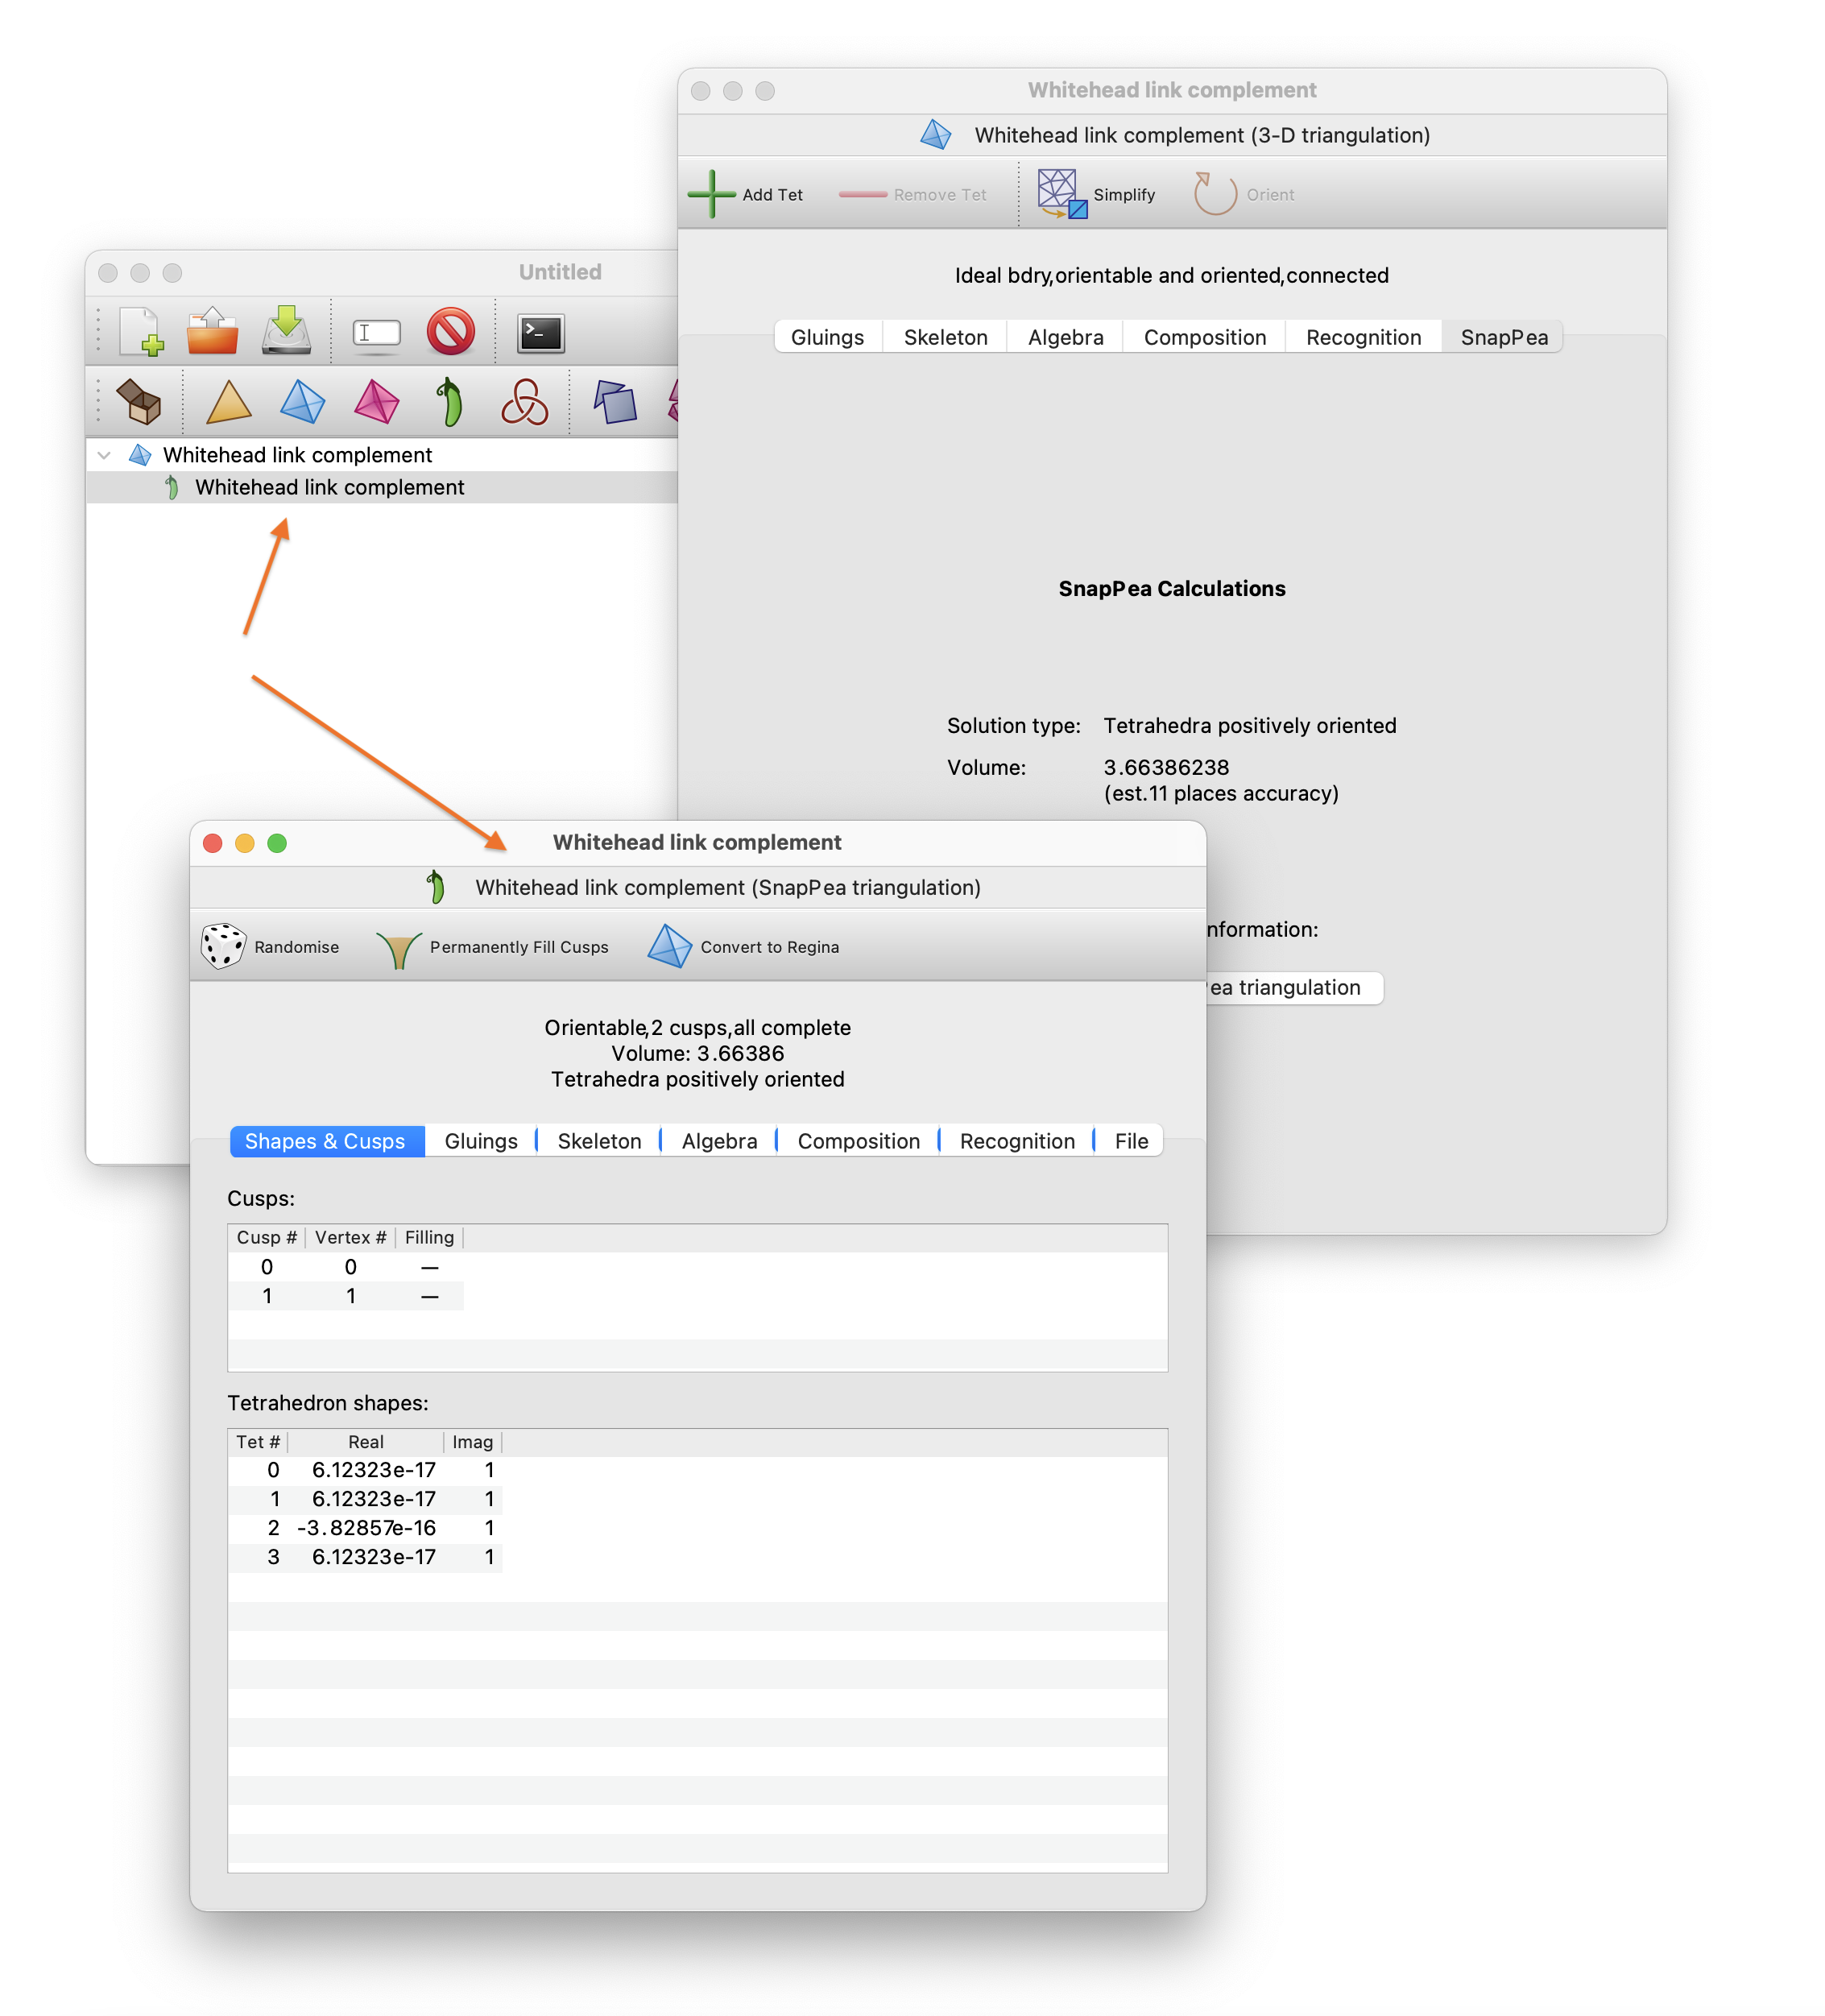 Whitehead link complement
Whitehead link complement (3-D triangulation)
Add Tet Remove Tet Simplify Orient
Ideal bdry,orientable and oriented,connected
Gluings Skeleton Algebra Composition Recognition SnapPea
SnapPea Calculations
Solution type: Tetrahedra positively oriented
Volume: 3.66386238
(est.11 places accuracy)
nformation:
ea triangulation
Untitled
Whitehead link complement
Whitehead link complement
Whitehead link complement
Whitehead link complement (SnapPea triangulation)
Randomise Permanently Fill Cusps Convert to Regina
Orientable,2 cusps,all complete
Volume: 3.66386
Tetrahedra positively oriented
Shapes & Cusps Gluings Skeleton Algebra Composition Recognition File
Cusps:
Cusp # Vertex # Filling
0 0 —
1 1 —
Tetrahedron shapes:
Tet # Real Imag
0 6.12323e-17 1
1 6.12323e-17 1
2 -3.82857e-16 1
3 6.12323e-17 1